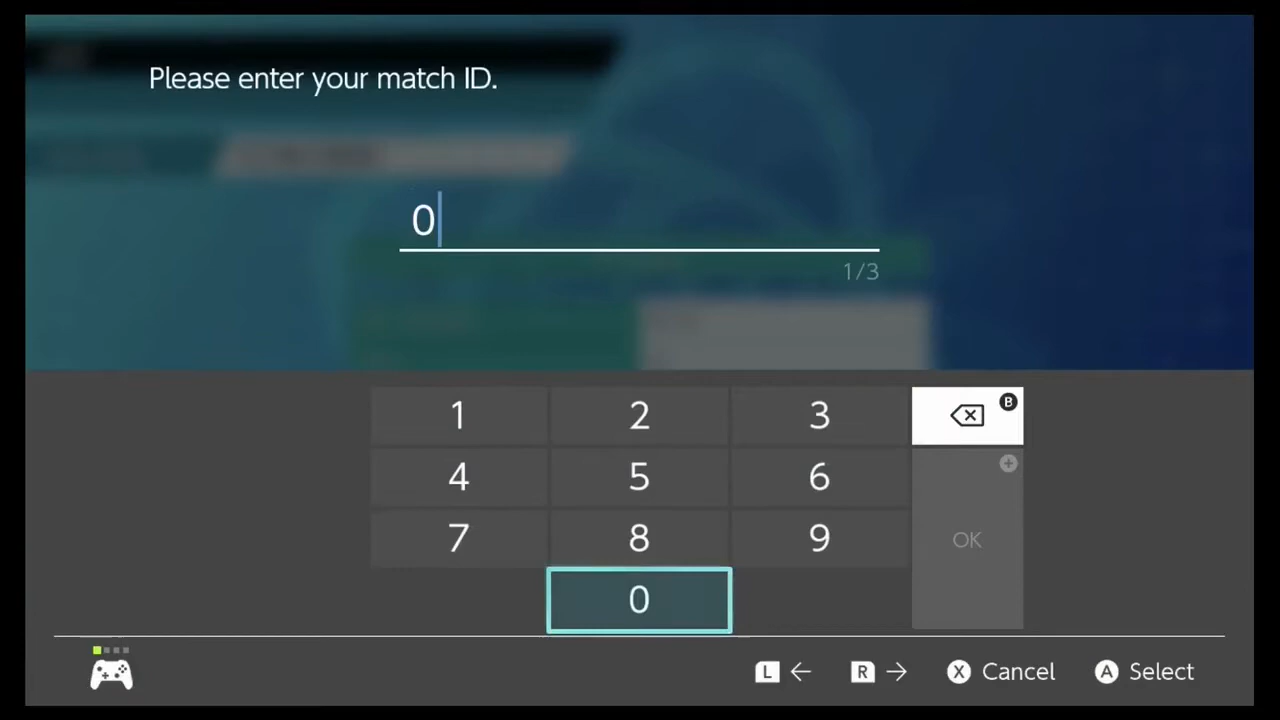 Please enter your match ID.
0
1/3
1 2 3 B
4 5 6 +
7 8 9 OK
0
L ← R → X Cancel A Select